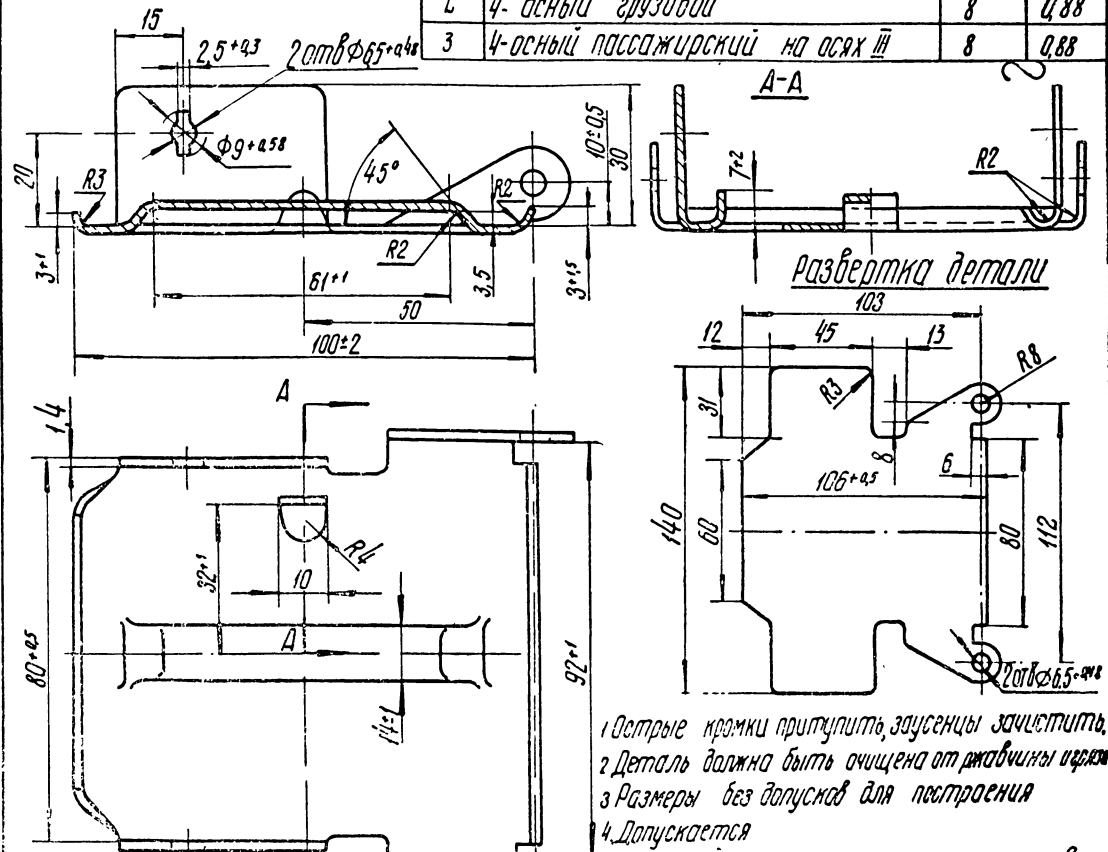 4- осный грузовой 8 0,88
3 4-осный пассажирский на осях III 8 0,88
15
2,5+0,3
2отвФ6,5+0,48
А-А
Ф9+0,58
20
R3
45°
R2
10±0,5
30
7+2
R2
3+1
R2
3,5
3+1,5
61+1
50
100±2
Развертка детали
103
12 45 13
R3
R8
31
8
6
106+0,5
140
60
80
112
2отвФ6,5+0,48
А
1,4
R4
32+1
10
А
80+0,5
14±1
92+1
1 Острые кромки притупить, заусенцы зачистить.
2 Деталь должна быть очищена от ржавчины
3 Размеры без допусков для построения
4. Допускается